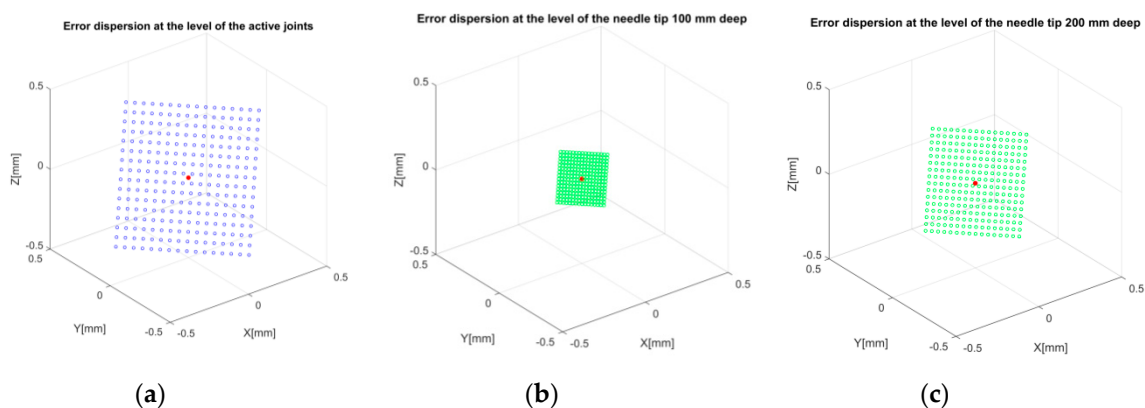 Error dispersion at the level of the active joints
0.5
0
-0.5
Z[mm]
0.5
0
-0.5
Y[mm]
-0.5
0
0.5
X[mm]
(a)
Error dispersion at the level of the needle tip 100 mm deep
0.5
0
-0.5
Z[mm]
0.5
0
-0.5
Y[mm]
-0.5
0
0.5
X[mm]
(b)
Error dispersion at the level of the needle tip 200 mm deep
0.5
0
-0.5
Z[mm]
0.5
0
-0.5
Y[mm]
-0.5
0
0.5
X[mm]
(c)